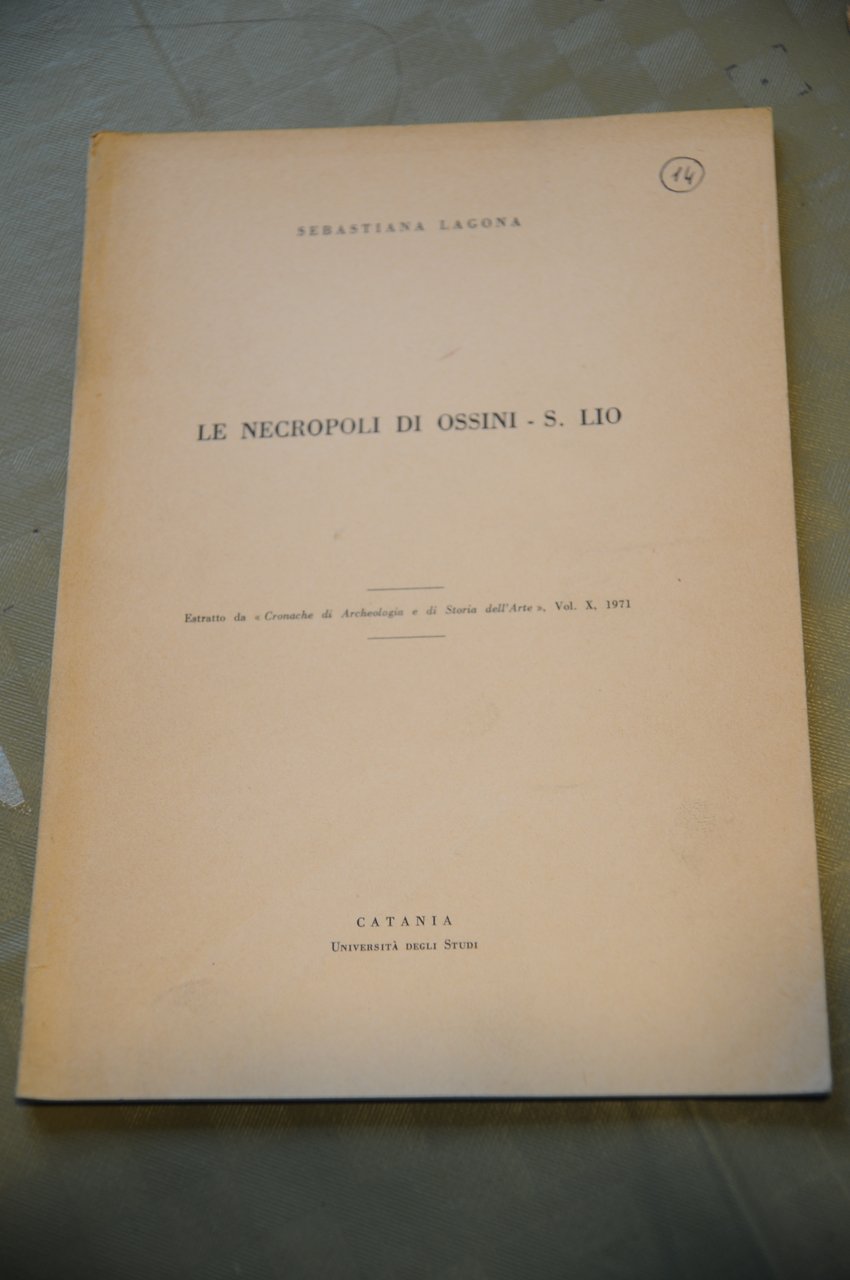 14
SEBASTIANA LAGONA
LE NECROPOLI DI OSSINI - S. LIO
Estratto da « Cronache di Archeologia e di Storia dell'Arte », Vol. X, 1971
CATANIA
UNIVERSITÀ DEGLI STUDI